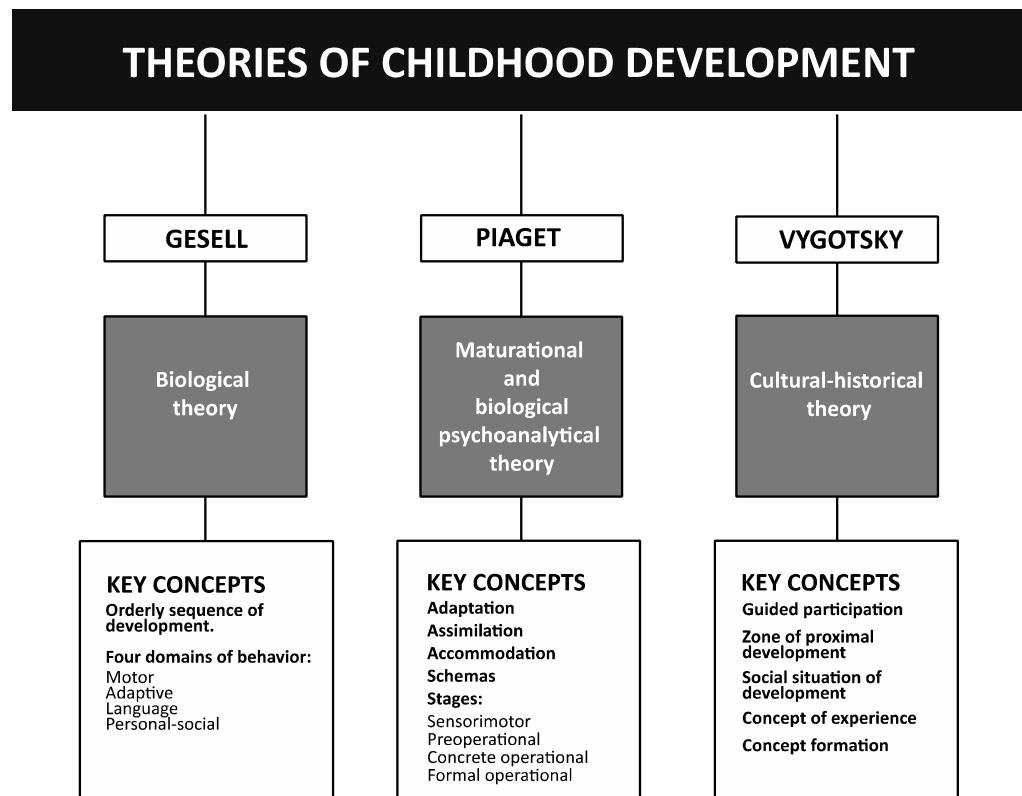 THEORIES OF CHILDHOOD DEVELOPMENT
GESELL
Biological
theory
KEY CONCEPTS
Orderly sequence of
development.
Four domains of behavior:
Motor
Adaptive
Language
Personal-social
PIAGET
Maturational
and
biological
psychoanalytical
theory
KEY CONCEPTS
Adaptation
Assimilation
Accommodation
Schemas
Stages:
Sensorimotor
Preoperational
Concrete operational
Formal operational
VYGOTSKY
Cultural-historical
theory
KEY CONCEPTS
Guided participation
Zone of proximal
development
Social situation of
development
Concept of experience
Concept formation